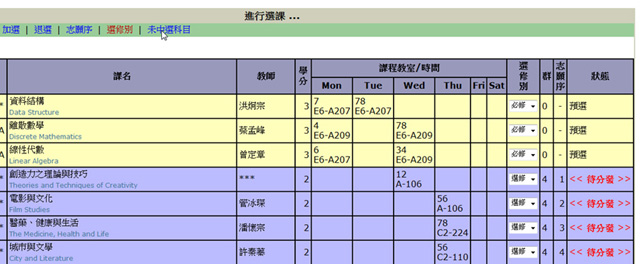 進行選課 ...
加選 | 退選 | 志願序 | 選修別 | 未中選科目
課名 教師 學分 課程教室/時間 選修別 群 志願序 狀態
Mon Tue Wed Thu Fri Sat
* 資料結構 洪炯宗 3 7 78 必修 0 - 預選
Data Structure E6-A207 E6-A207
A 離散數學 蔡孟峰 3 4 78 必修 0 - 預選
Discrete Mathematics E6-A209 E6-A209
A 線性代數 曾定章 3 6 34 必修 0 - 預選
Linear Algebra E6-A207 E6-A209
* 創造力之理論與技巧 *** 2 12 選修 4 1 << 待分發 >>
Theories and Techniques of Creativity A-106
* 電影與文化 2 56 選修 4 2 << 待分發 >>
Film Studies A-106
* 醫藥、健康與生活 潘懷宗 2 78 選修 4 3 << 待分發 >>
The Medicine, Health and Life C2-224
* 城市與文學 許秦蓁 2 56 選修 4 4 << 待分發 >>
City and Literature C2-110